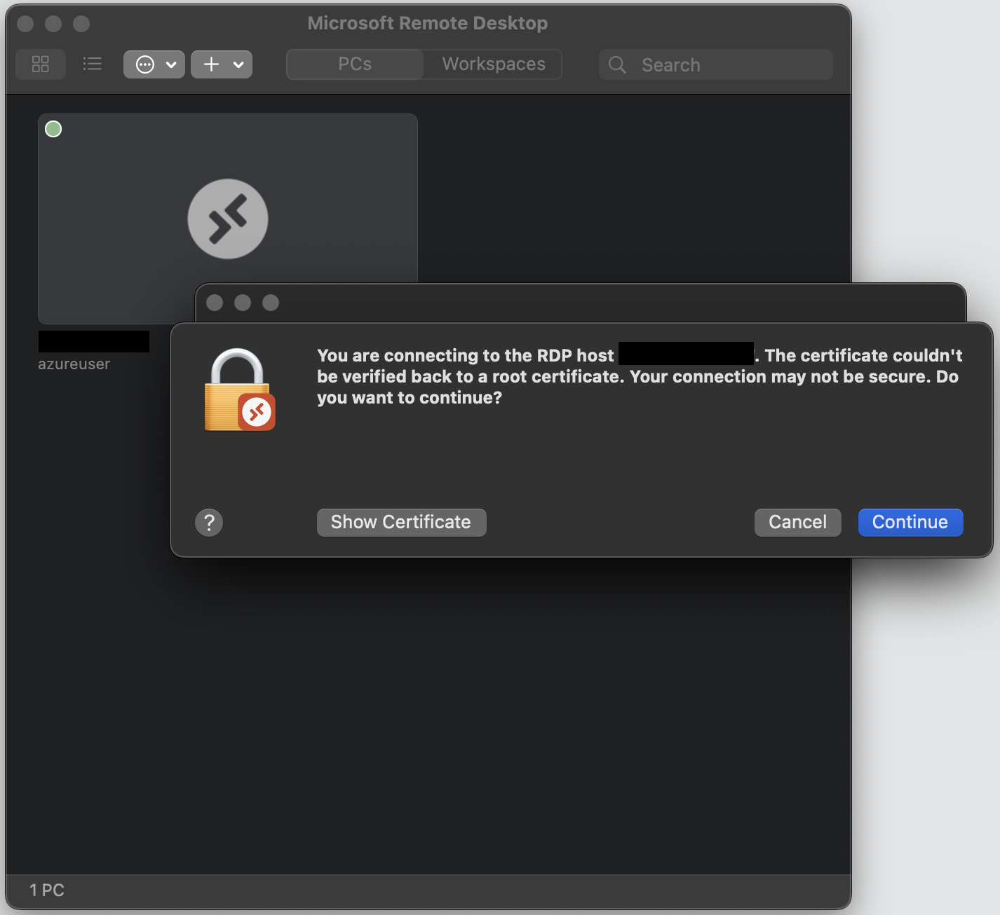 Microsoft Remote Desktop
PCs
Workspaces
Search
azureuser
You are connecting to the RDP host . The certificate couldn't
be verified back to a root certificate. Your connection may not be secure. Do
you want to continue?
?
Show Certificate
Cancel
Continue
1 PC